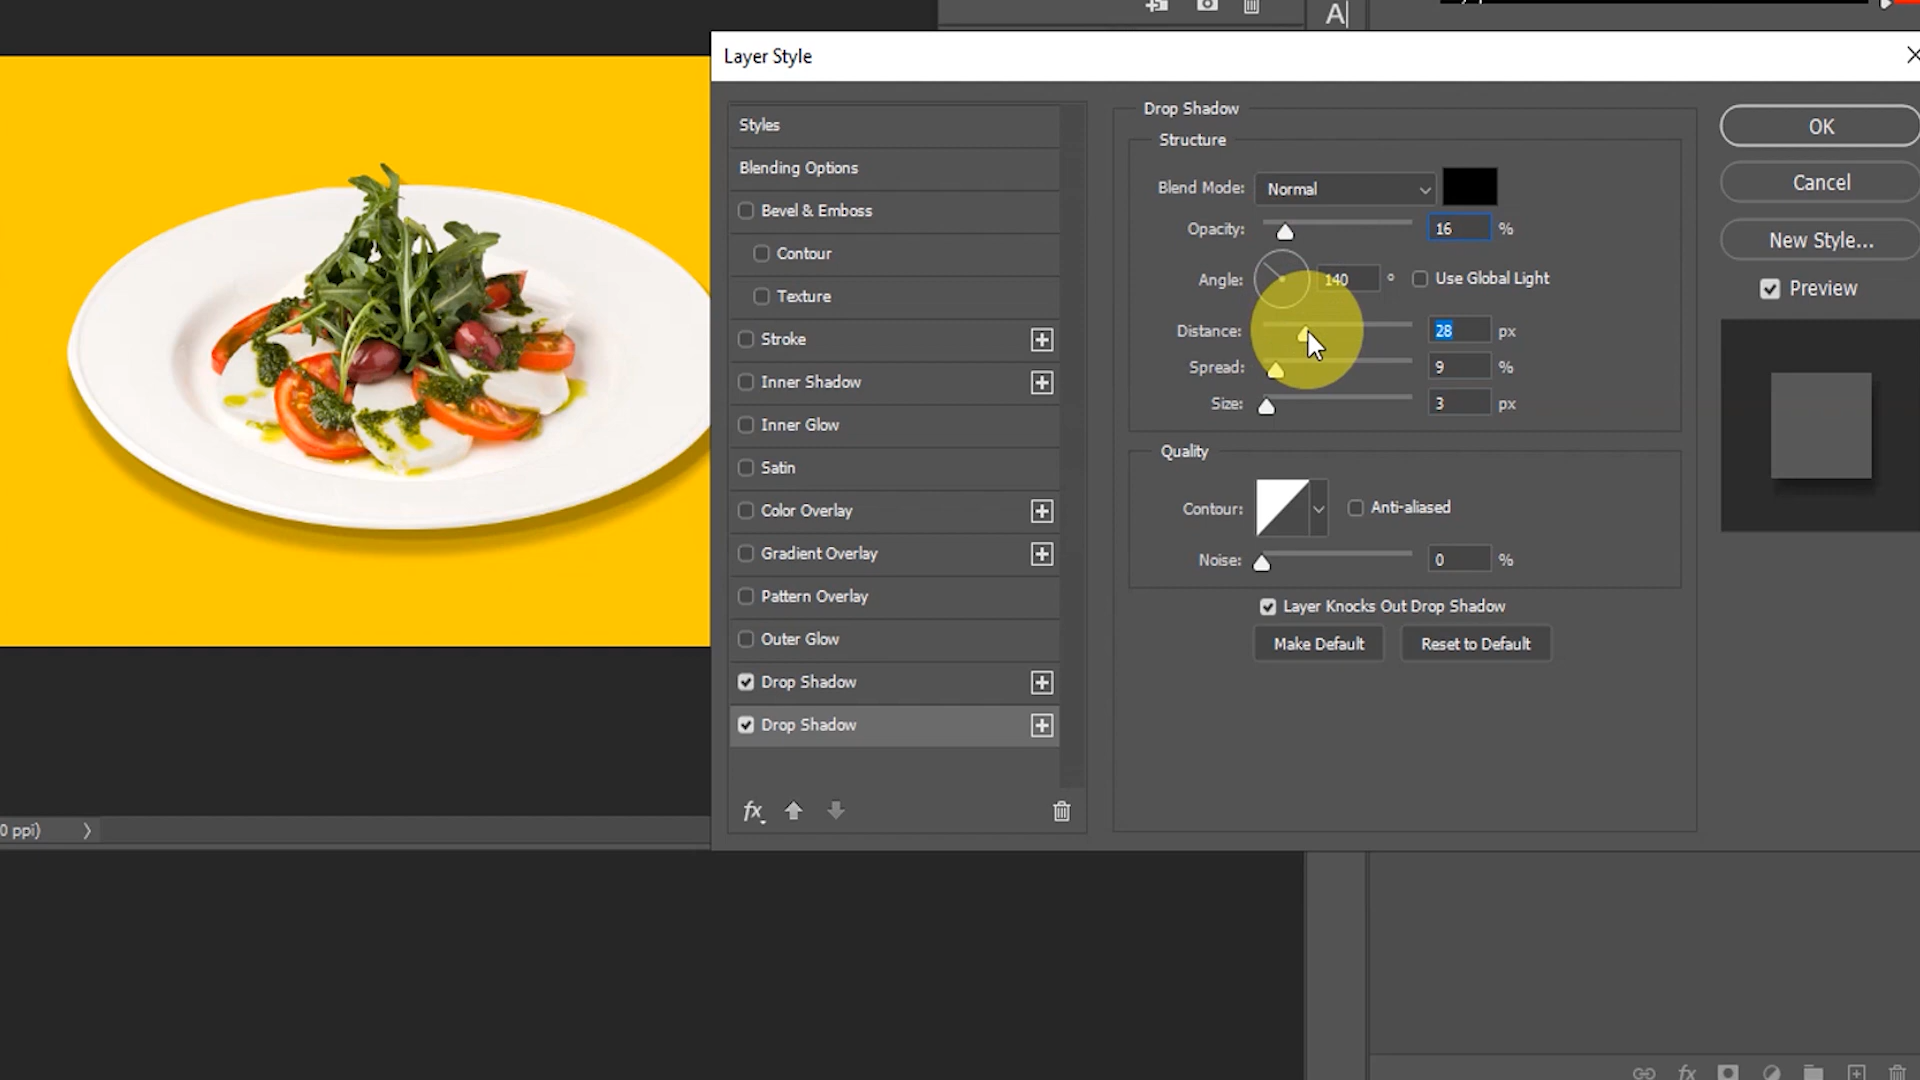 A
Layer Style
Styles
Blending Options
Bevel & Emboss
Contour
Texture
Stroke
Inner Shadow
Inner Glow
Satin
Color Overlay
Gradient Overlay
Pattern Overlay
Outer Glow
Drop Shadow
Drop Shadow
fx
Drop Shadow
Structure
Blend Mode: Normal
Opacity: 16 %
Angle: 140 ° Use Global Light
Distance: 28 px
Spread: 9 %
Size: 3 px
Quality
Contour: Anti-aliased
Noise: 0 %
Layer Knocks Out Drop Shadow
Make Default Reset to Default
OK
Cancel
New Style...
Preview
0 ppi)
fx